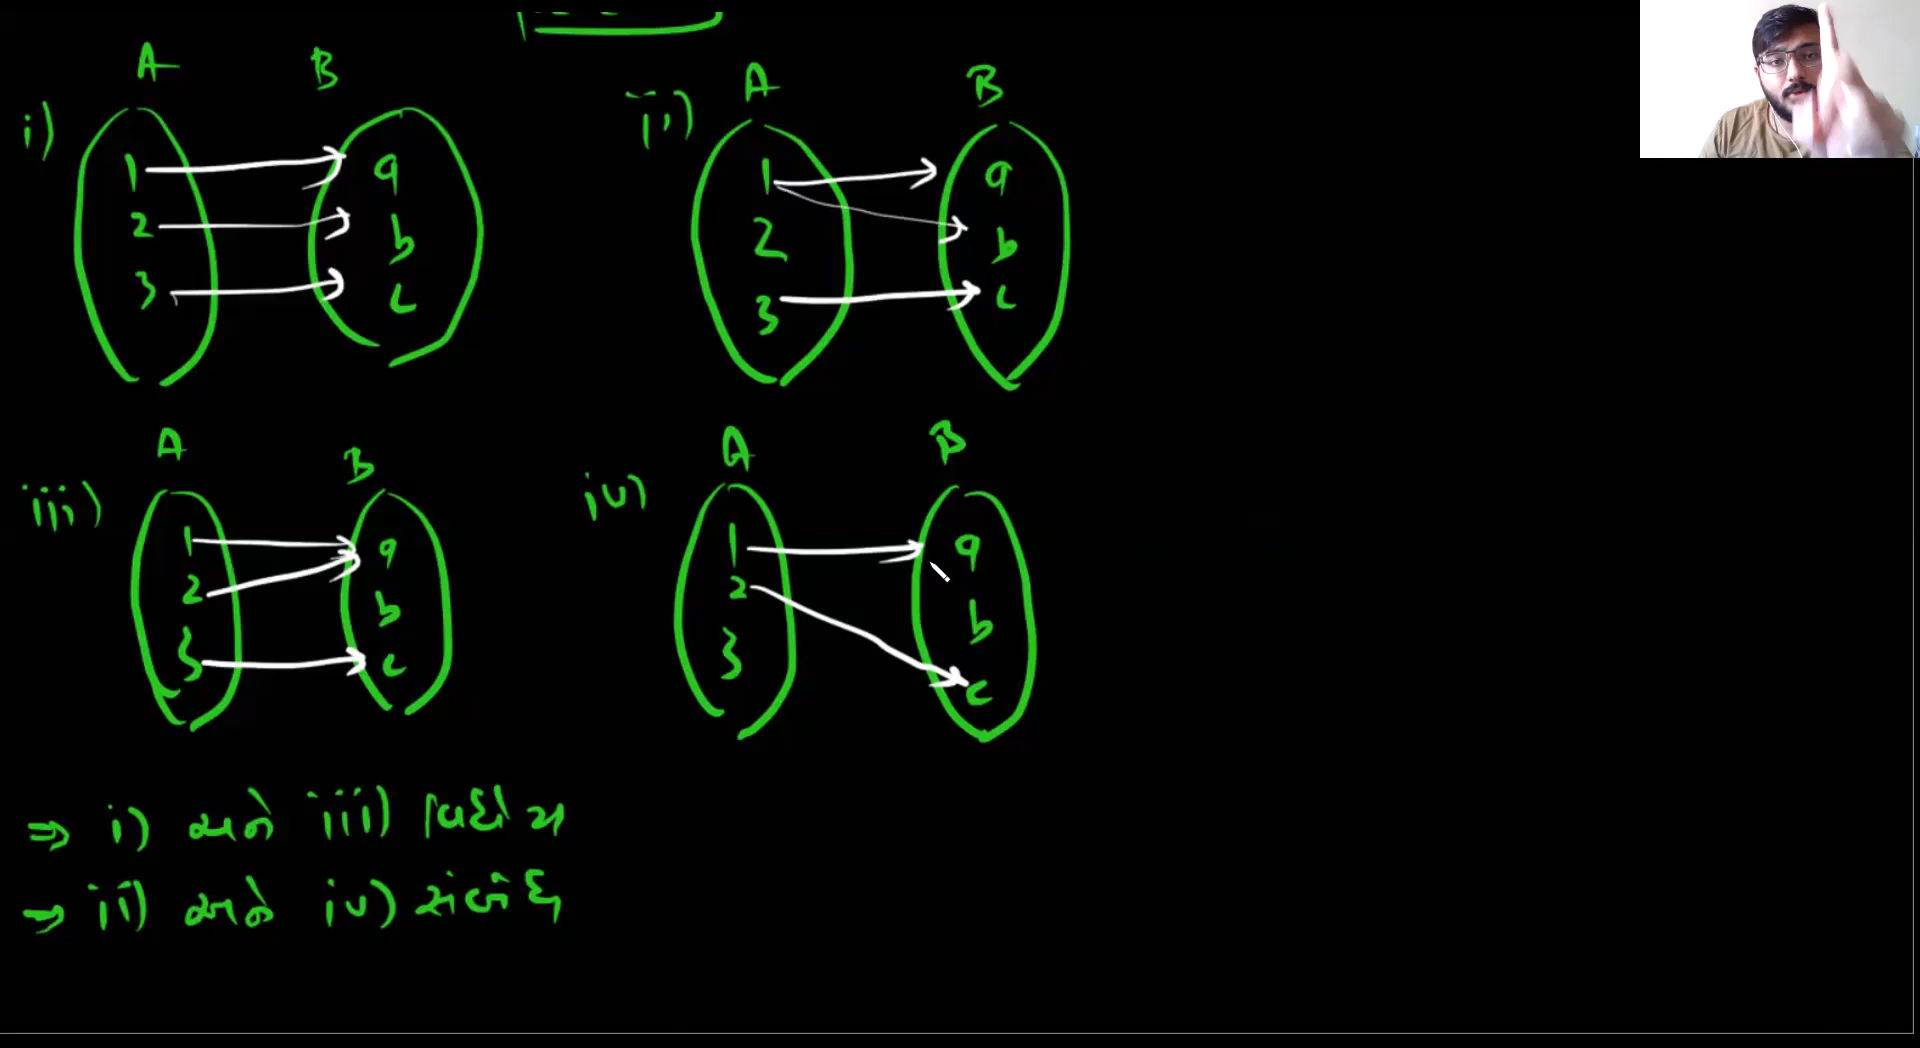 A B
i) 1 a
2 b
3 c
A B
ii) 1 a
2 b
3 c
A B
iii) 1 a
2 b
3 c
A B
iv) 1 a
2 b
3 c
⇒ i) અને iii) વિધેય
⇒ ii) અને iv) સંબંધ